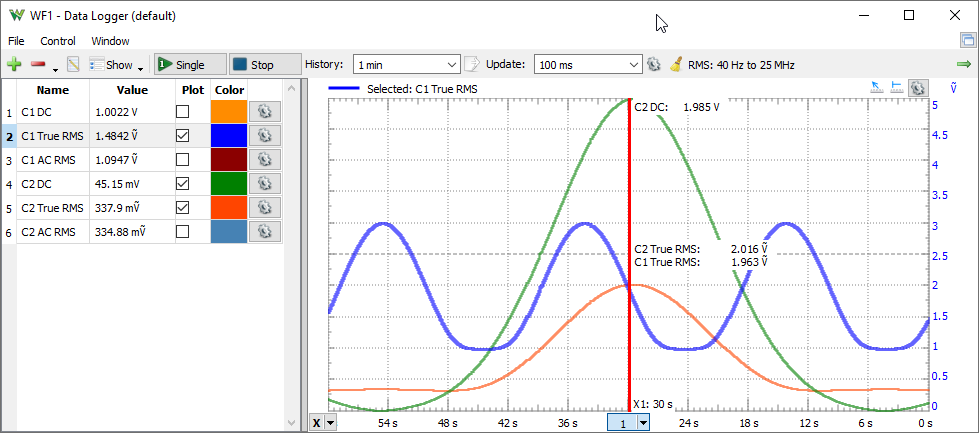 WF1 - Data Logger (default)
File Control Window
Show Single Stop History: 1 min Update: 100 ms RMS: 40 Hz to 25 MHz
Name Value Plot Color
1 C1 DC 1.0022 V
2 C1 True RMS 1.4842 Ṽ
3 C1 AC RMS 1.0947 Ṽ
4 C2 DC 45.15 mV
5 C2 True RMS 337.9 mṼ
6 C2 AC RMS 334.88 mṼ
Selected: C1 True RMS
Ṽ
C2 DC: 1.985 V
C2 True RMS: 2.016 Ṽ
C1 True RMS: 1.963 Ṽ
X1: 30 s
5
4.5
4
3.5
3
2.5
2
1.5
1
0.5
0
X 54 s 48 s 42 s 36 s 1 24 s 18 s 12 s 6 s 0 s